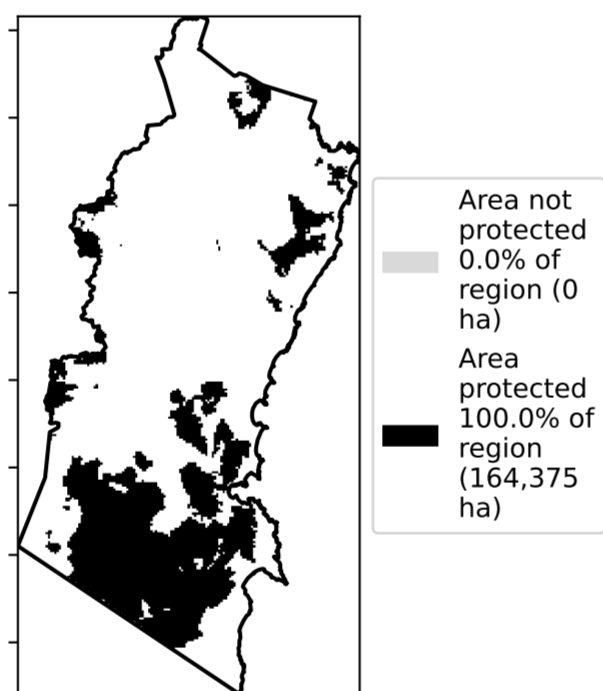 Area not
protected
0.0% of
region (0
ha)
Area
protected
100.0% of
region
(164,375
ha)